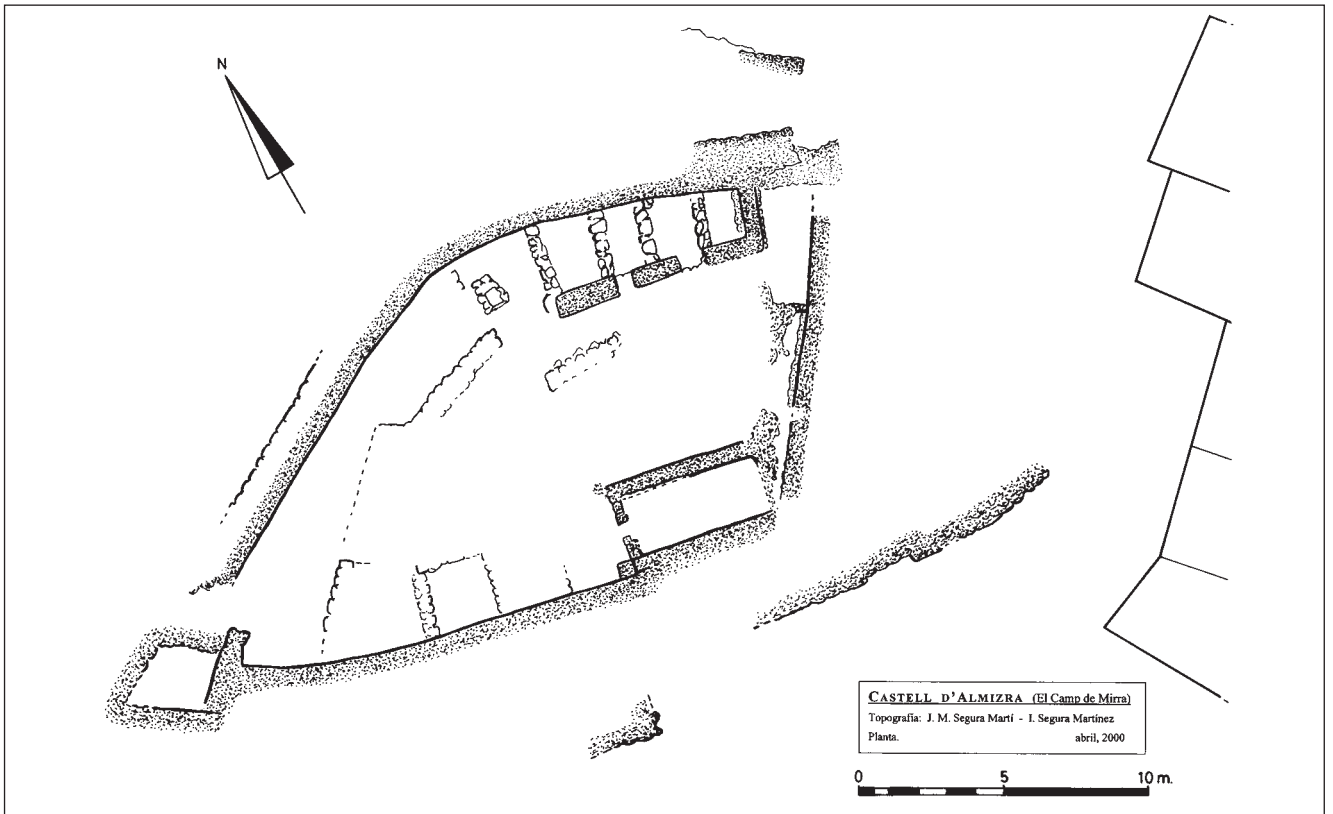 N
CASTELL D'ALMIZRA (El Camp de Mirra)
Topografia: J. M. Segura Martí - I. Segura Martínez
Planta. abril, 2000
0 5 10 m.